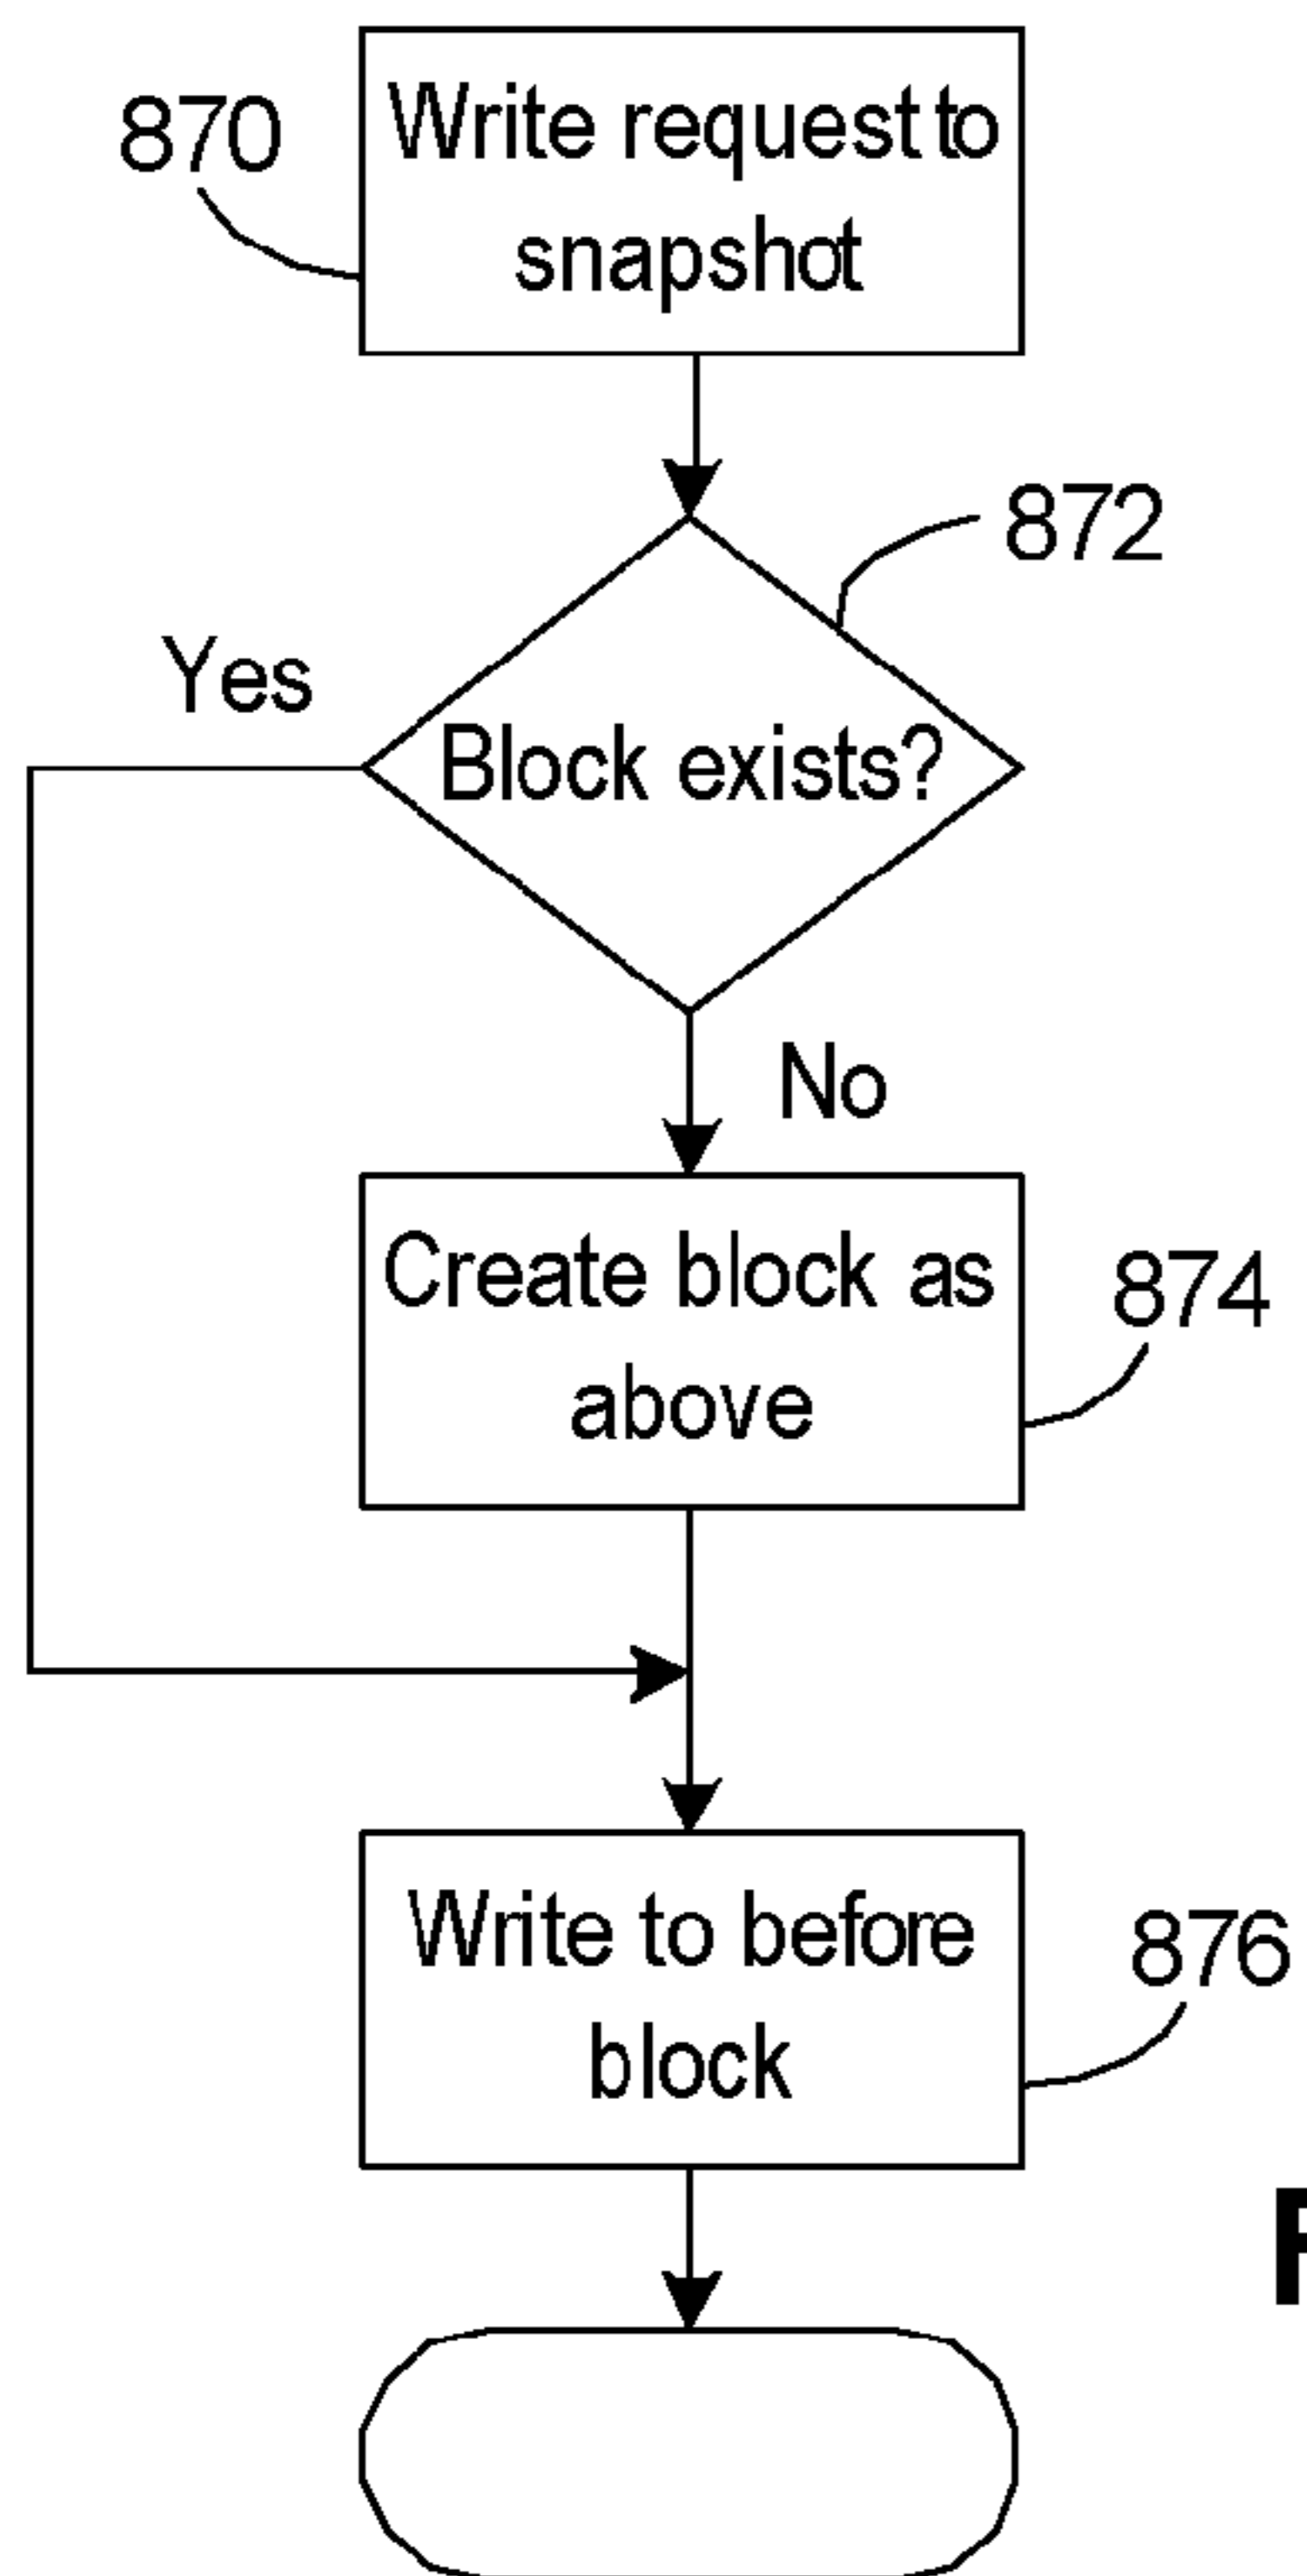 870
Write request to
snapshot
872
Yes
Block exists?
No
Create block as
above
874
Write to before
block
876